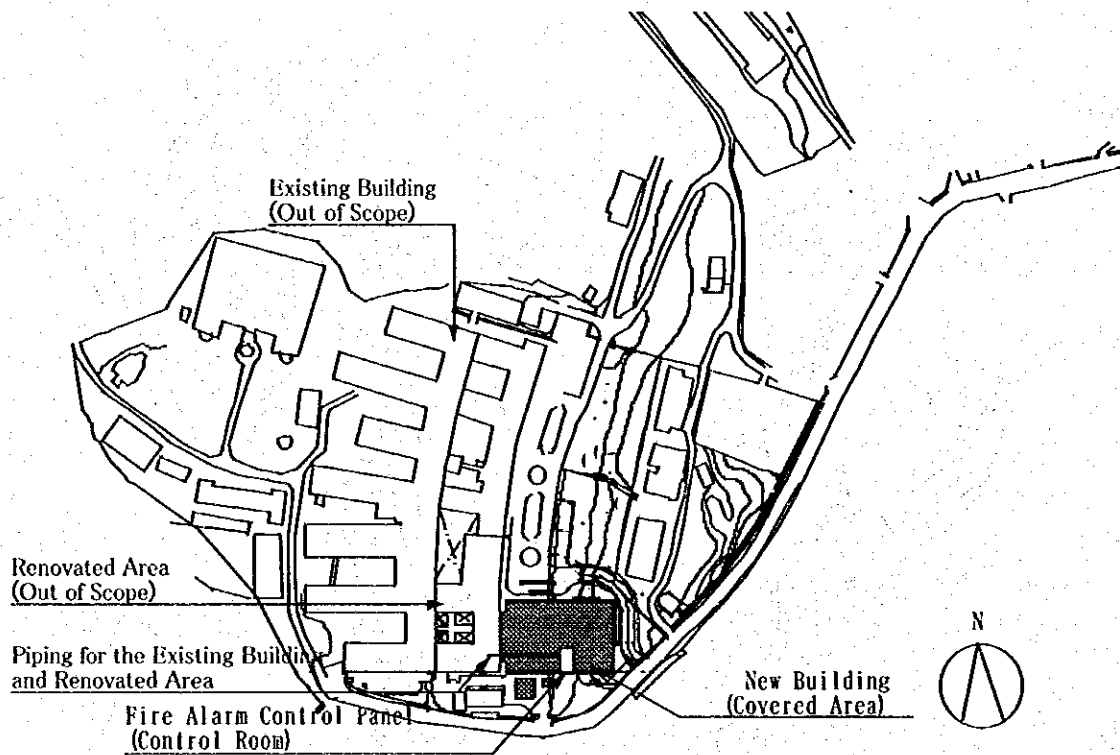 Existing Building
(Out of Scope)
Renovated Area
(Out of Scope)
Piping for the Existing Building
and Renovated Area
Fire Alarm Control Panel
(Control Room)
New Building
(Covered Area)
N